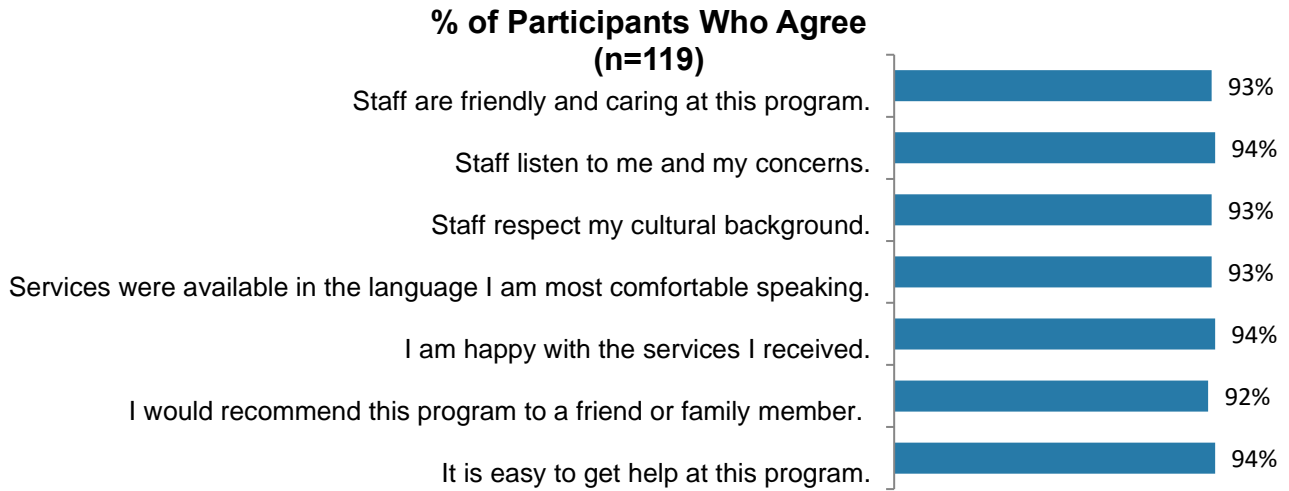 % of Participants Who Agree
(n=119)
Staff are friendly and caring at this program. 93%
Staff listen to me and my concerns. 94%
Staff respect my cultural background. 93%
Services were available in the language I am most comfortable speaking. 93%
I am happy with the services I received. 94%
I would recommend this program to a friend or family member. 92%
It is easy to get help at this program. 94%